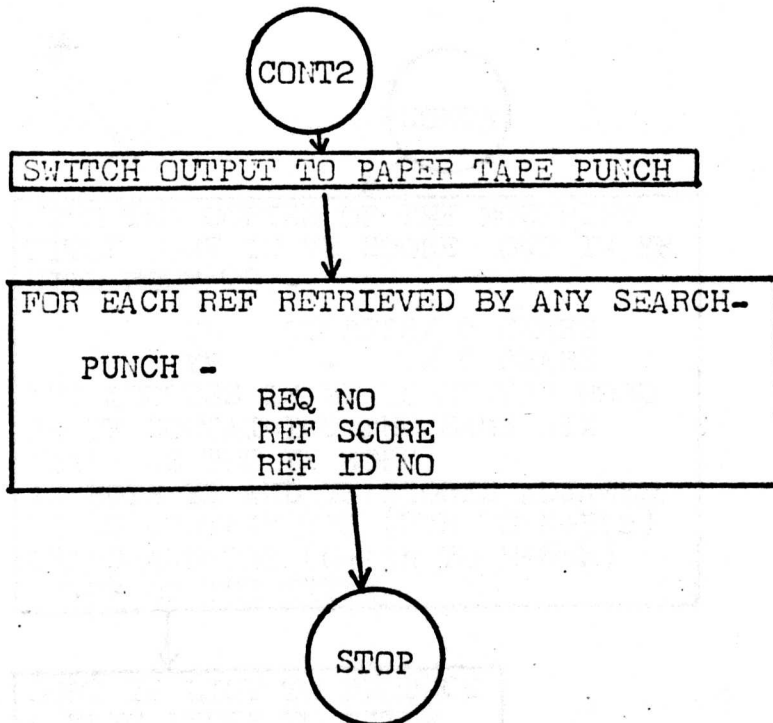 CONT2
SWITCH OUTPUT TO PAPER TAPE PUNCH
FOR EACH REF RETRIEVED BY ANY SEARCH-
PUNCH -
REQ NO
REF SCORE
REF ID NO
STOP